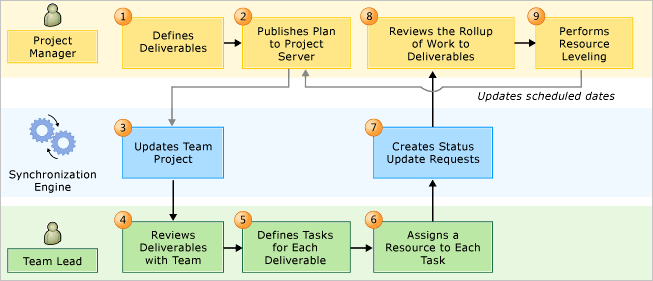 Project
Manager
1
Defines
Deliverables
2
Publishes Plan
to Project
Server
8
Reviews the Rollup
of Work to
Deliverables
9
Performs
Resource
Leveling
Updates scheduled dates
Synchronization
Engine
3
Updates Team
Project
7
Creates Status
Update Requests
Team Lead
4
Reviews
Deliverables
with Team
5
Defines Tasks
for Each
Deliverable
6
Assigns a
Resource to Each
Task